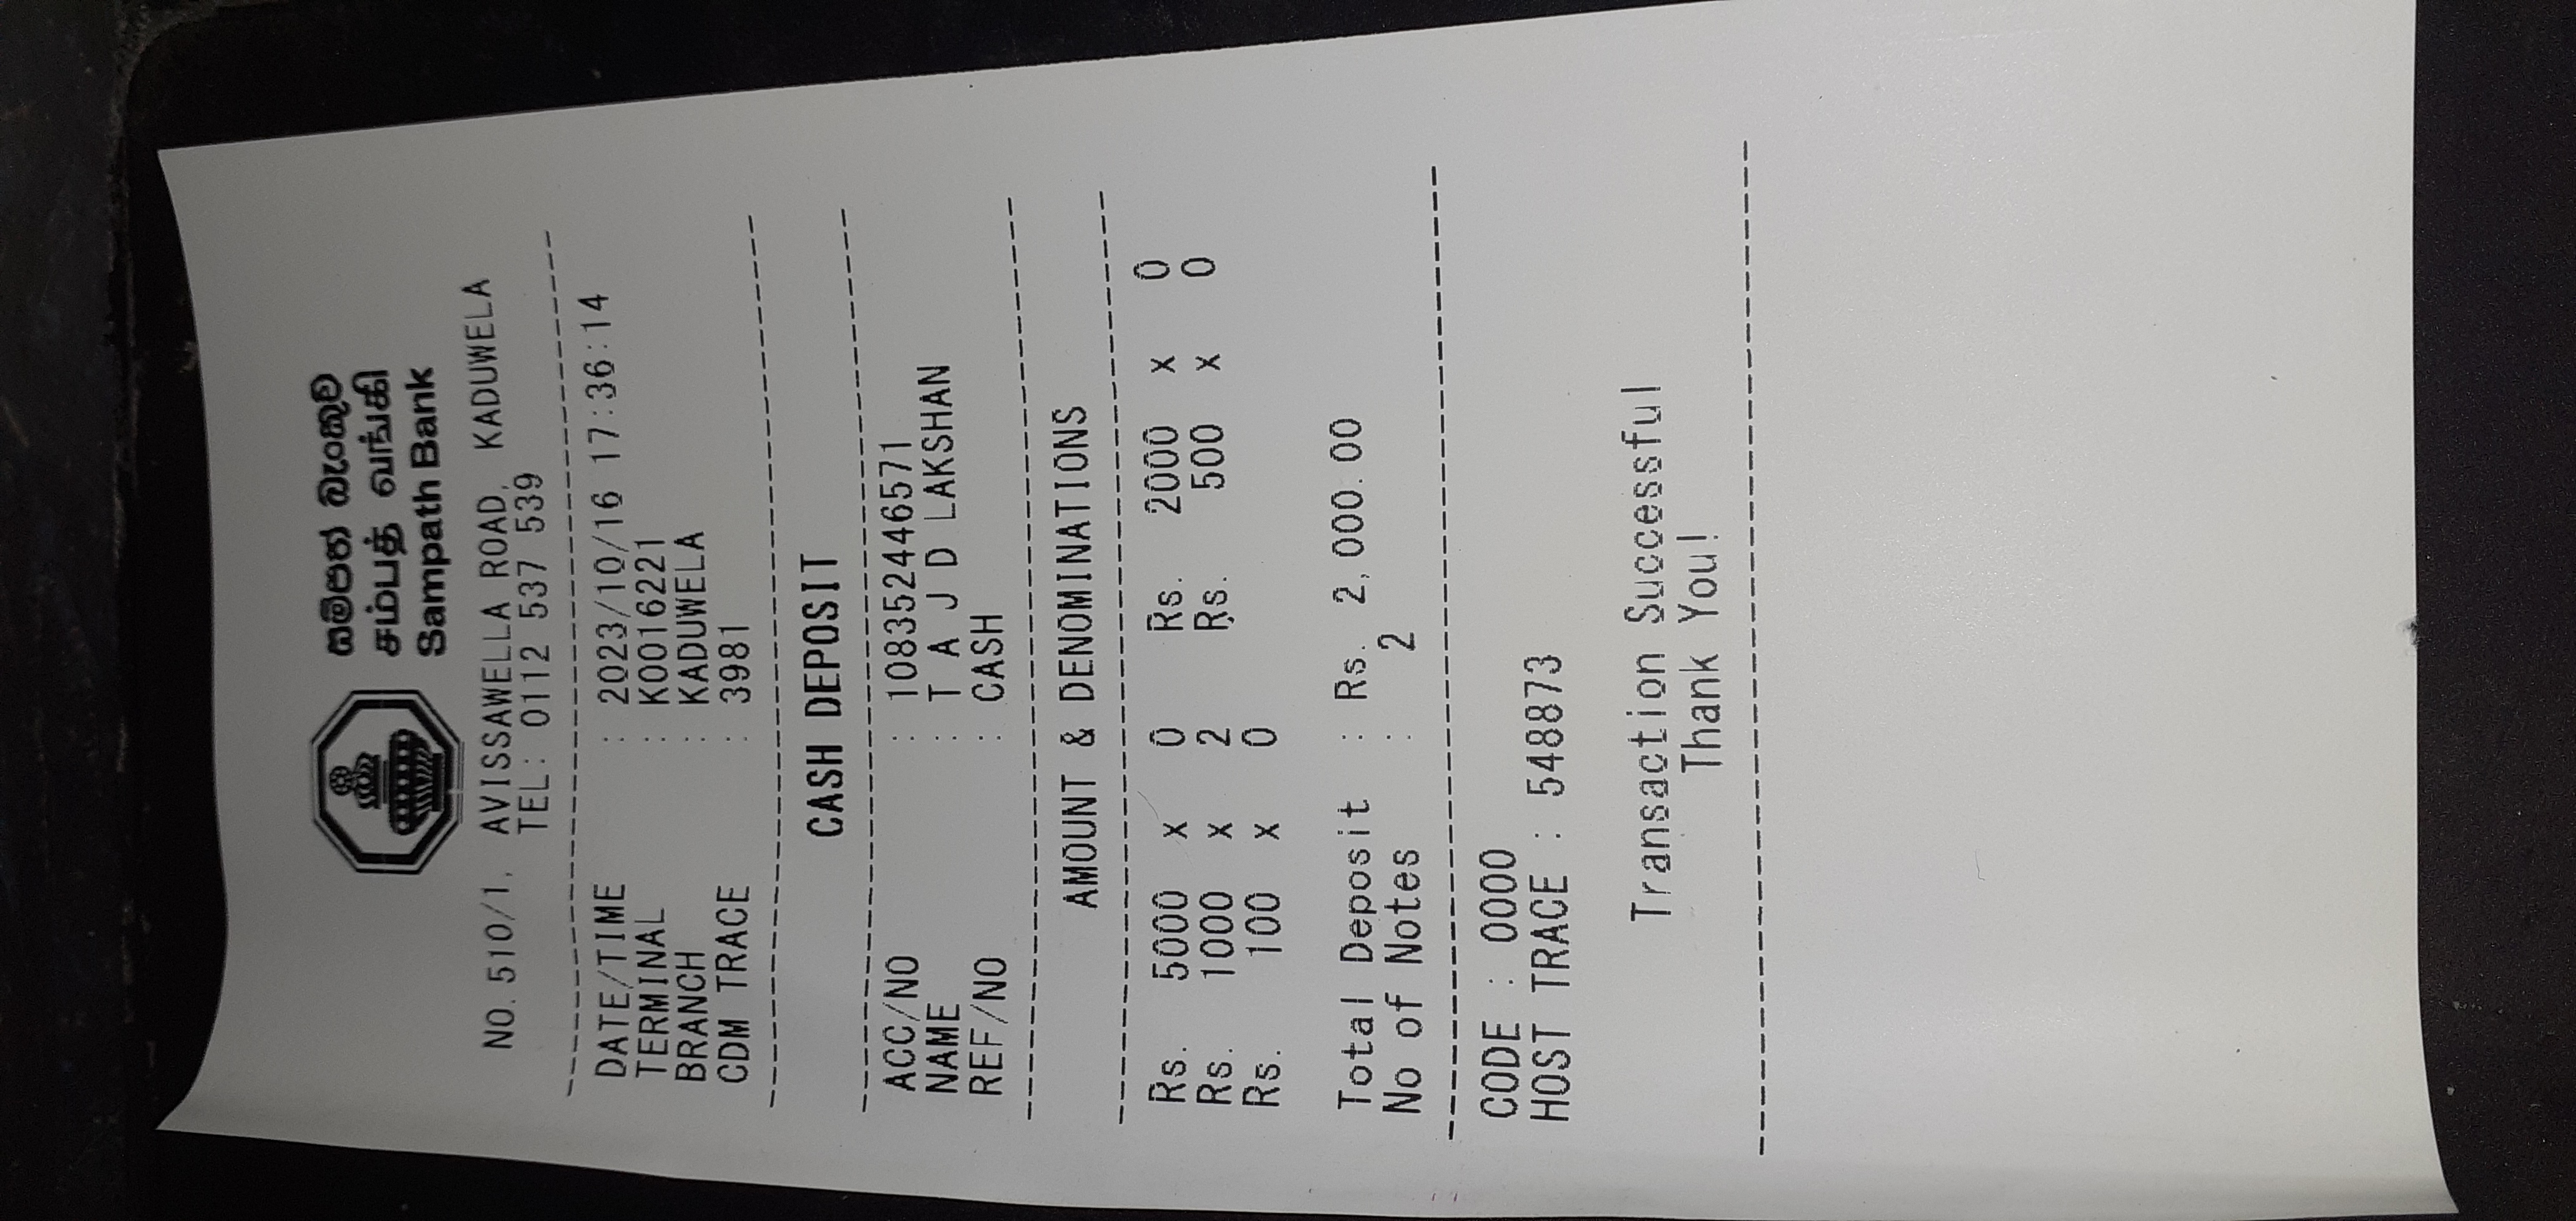 සම්පත් බැංකුව
சம்பத் வங்கி
Sampath Bank
NO.510/1, AVISSAWELLA ROAD, KADUWELA
TEL: 0112 537 539
DATE/TIME : 2023/10/16 17:36:14
TERMINAL : K0016221
BRANCH : KADUWELA
CDM TRACE : 3981
CASH DEPOSIT
ACC/NO : 108352446571
NAME : T A J D LAKSHAN
REF/NO : CASH
AMOUNT & DENOMINATIONS
Rs. 5000 x 0 Rs. 2000 x 0
Rs. 1000 x 2 Rs. 500 x 0
Rs. 100 x 0
Total Deposit : Rs. 2,000.00
No of Notes : 2
CODE : 0000
HOST TRACE : 548873
Transaction Successful
Thank You!